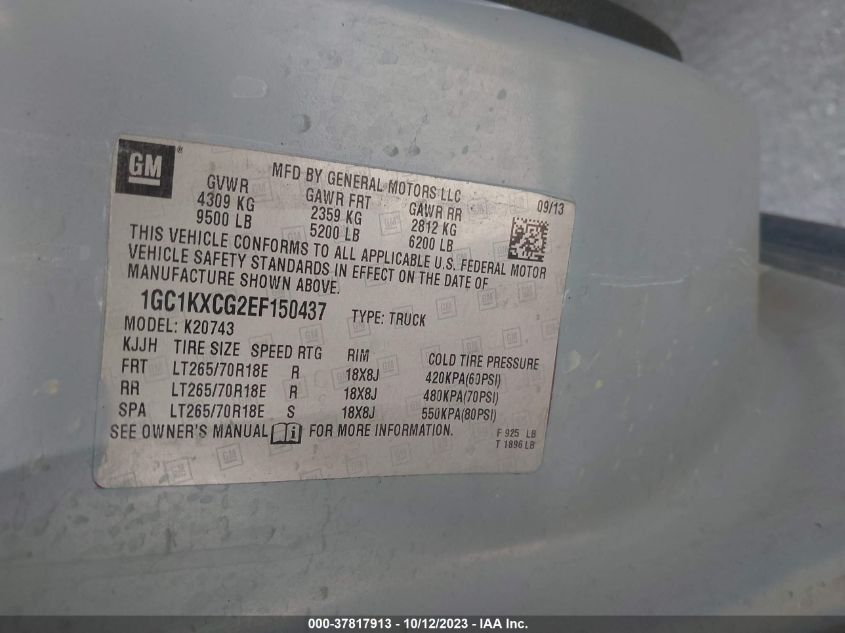 GM
MFD BY GENERAL MOTORS LLC
09/13
GVWR GAWR FRT GAWR RR
4309 KG 2359 KG 2812 KG
9500 LB 5200 LB 6200 LB
THIS VEHICLE CONFORMS TO ALL APPLICABLE U.S. FEDERAL MOTOR
VEHICLE SAFETY STANDARDS IN EFFECT ON THE DATE OF
MANUFACTURE SHOWN ABOVE.
1GC1KXCG2EF150437 TYPE: TRUCK
MODEL: K20743
KJJH TIRE SIZE SPEED RTG RIM COLD TIRE PRESSURE
FRT LT265/70R18E R 18X8J 420KPA(60PSI)
RR LT265/70R18E R 18X8J 480KPA(70PSI)
SPA LT265/70R18E S 18X8J 550KPA(80PSI)
SEE OWNER'S MANUAL FOR MORE INFORMATION.
F 925 LB
T 1896 LB
000-37817913 - 10/12/2023 - IAA Inc.